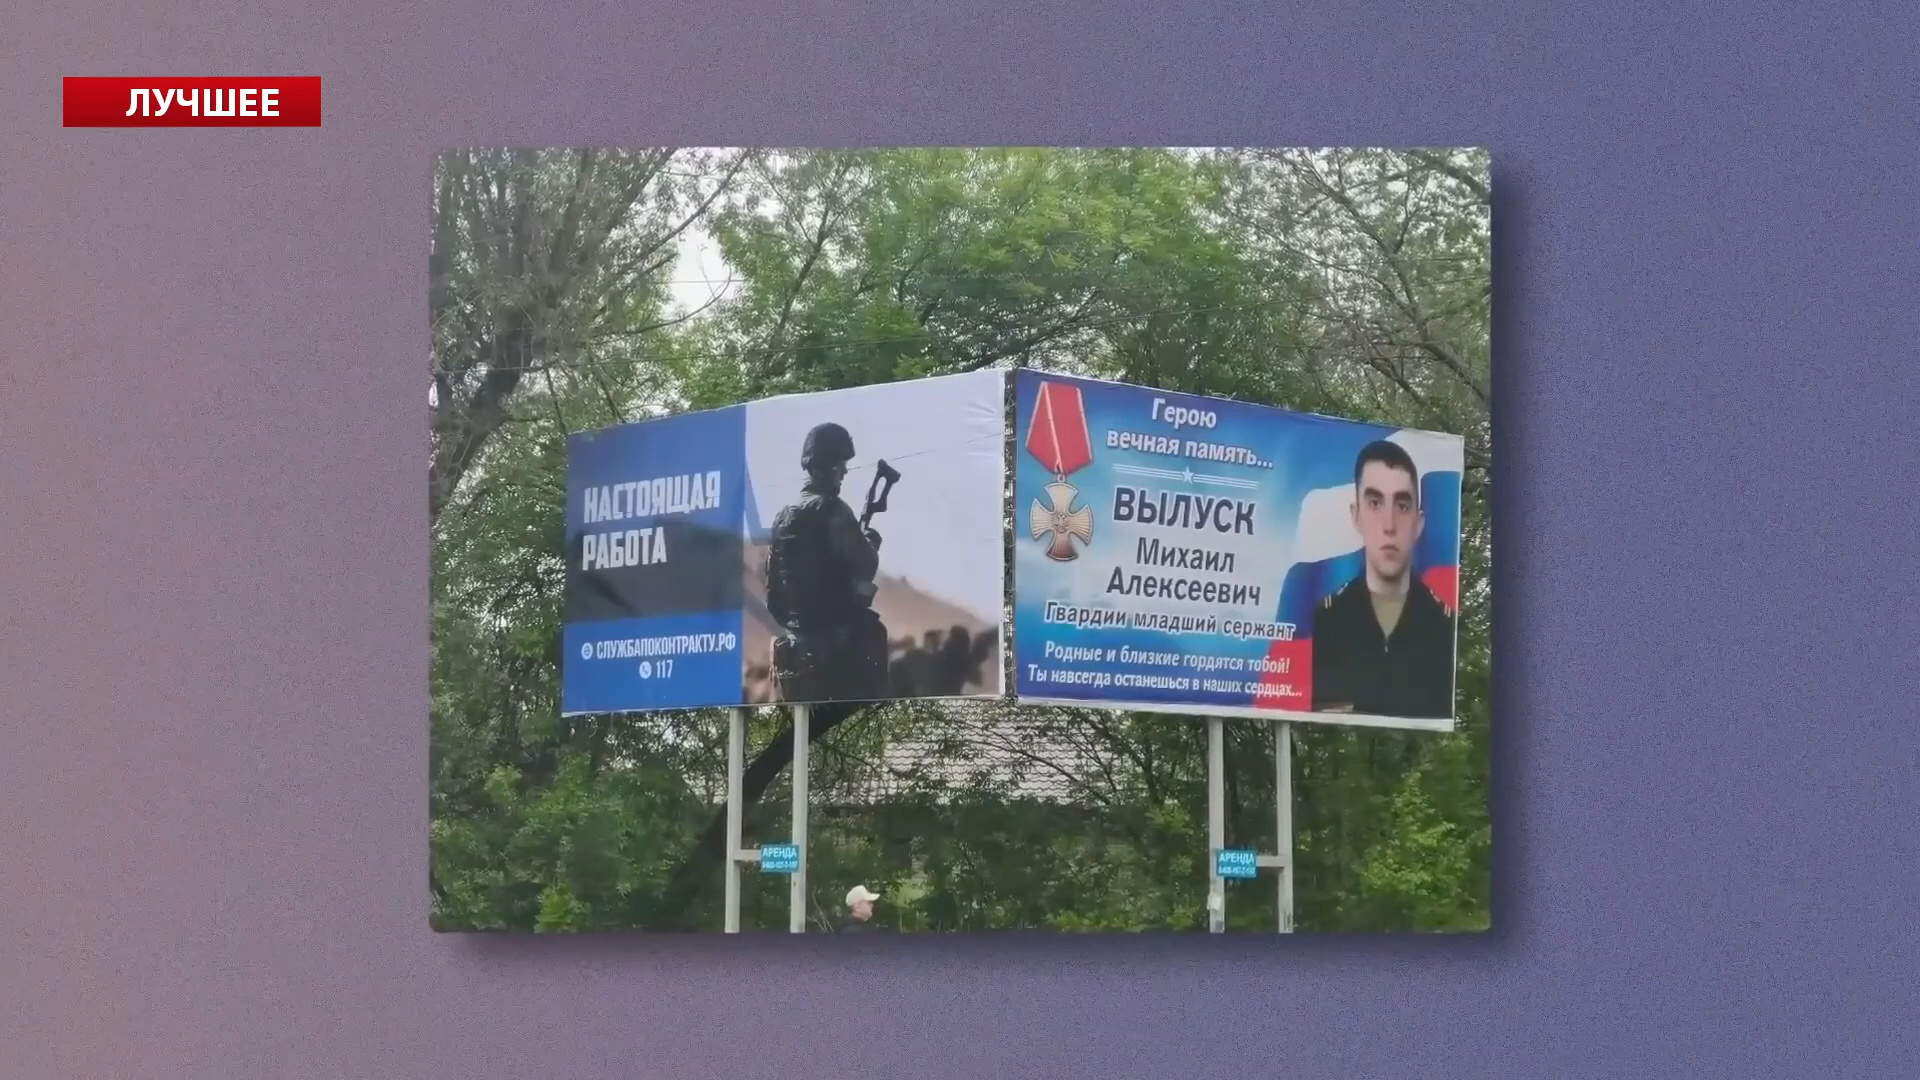 ЛУЧШЕЕ
НАСТОЯЩАЯ
РАБОТА
СЛУЖБАПОКОНТРАКТУ.РФ
117
Герою
вечная память...
ВЫЛУСК
Михаил
Алексеевич
Гвардии младший сержант
Родные и близкие гордятся тобой!
Ты навсегда останешься в наших сердцах...
АРЕНДА
АРЕНДА